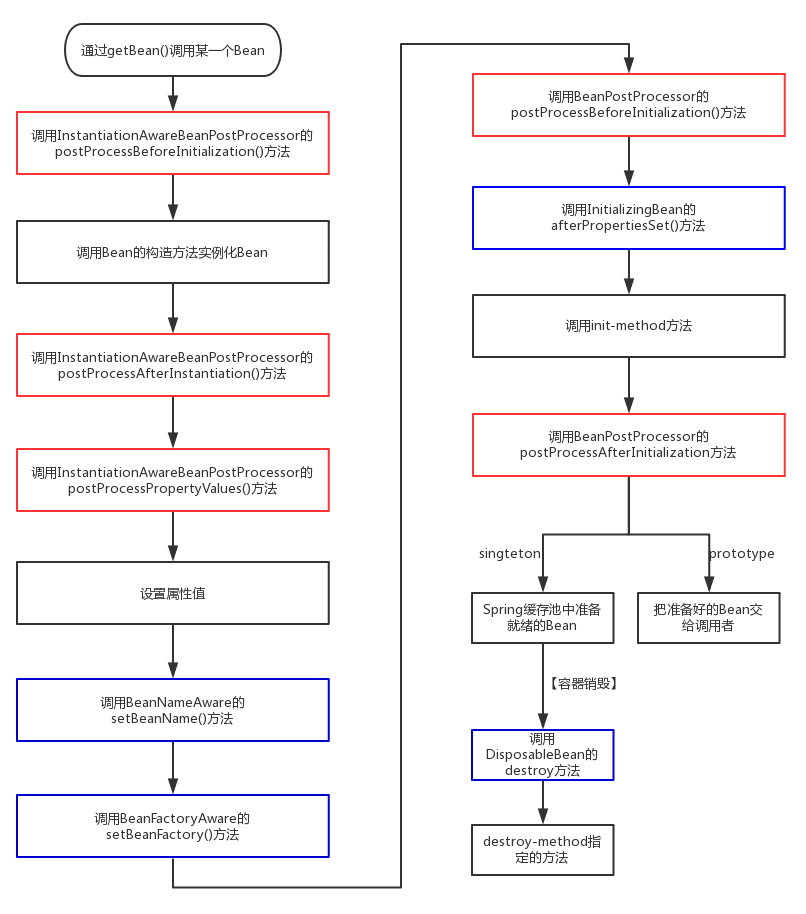 通过getBean()调用某一个Bean
调用InstantiationAwareBeanPostProcessor的
postProcessBeforeInitialization()方法
调用Bean的构造方法实例化Bean
调用InstantiationAwareBeanPostProcessor的
postProcessAfterInstantiation()方法
调用InstantiationAwareBeanPostProcessor的
postProcessPropertyValues()方法
设置属性值
调用BeanNameAware的
setBeanName()方法
调用BeanFactoryAware的
setBeanFactory()方法
调用BeanPostProcessor的
postProcessBeforeInitialization()方法
调用InitializingBean的
afterPropertiesSet()方法
调用init-method方法
调用BeanPostProcessor的
postProcessAfterInitialization方法
singteton
prototype
Spring缓存池中准备
就绪的Bean
把准备好的Bean交
给调用者
【容器销毁】
调用
DisposableBean的
destroy方法
destroy-method指
定的方法